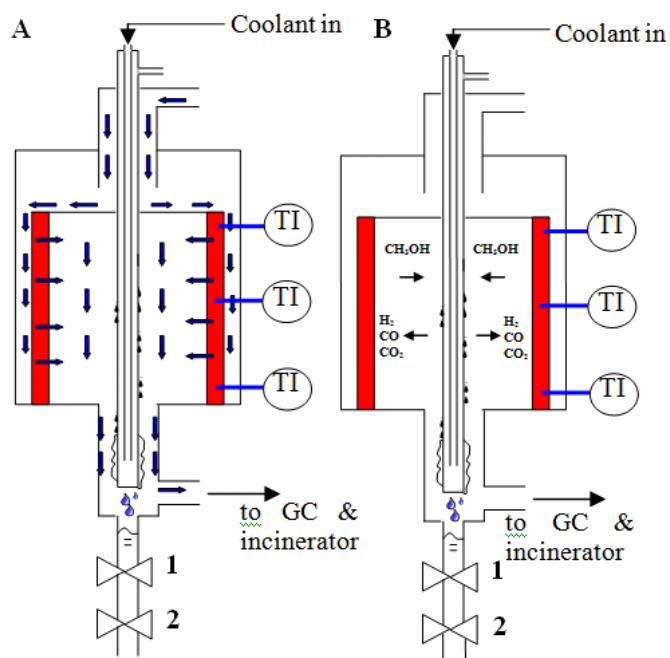 A
Coolant in
TI
TI
TI
to GC &
incinerator
1
2
B
Coolant in
CH₃OH CH₃OH
H₂
CO
CO₂
H₂
CO
CO₂
TI
TI
TI
to GC &
incinerator
1
2